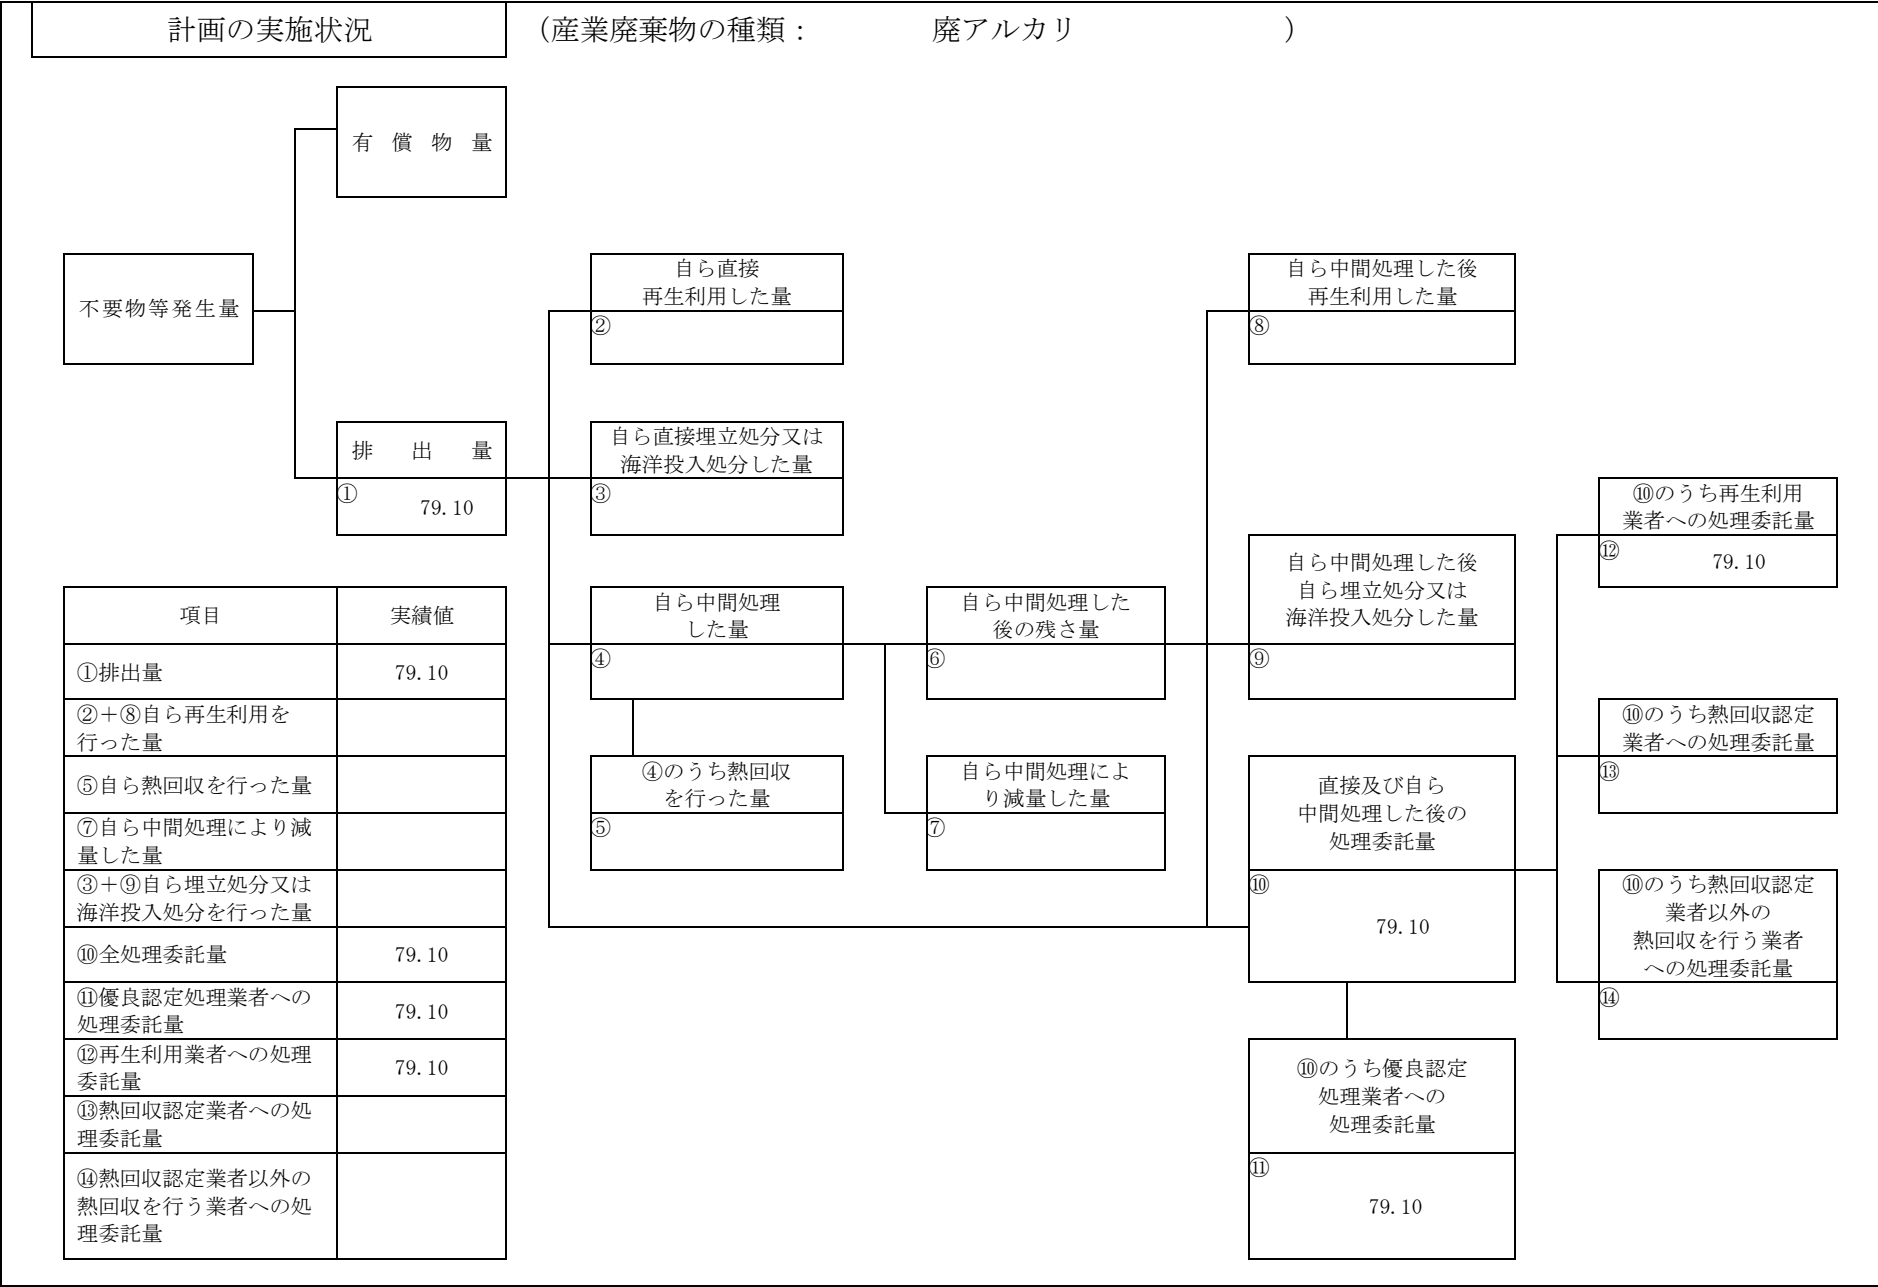 計画の実施状況
（産業廃棄物の種類： 廃アルカリ ）
有償物量
不要物等発生量
排出量
① 79.10
自ら直接
再生利用した量
②
自ら直接埋立処分又は
海洋投入処分した量
③
自ら中間処理
した量
④
④のうち熱回収
を行った量
⑤
自ら中間処理した
後の残さ量
⑥
自ら中間処理によ
り減量した量
⑦
自ら中間処理した後
再生利用した量
⑧
自ら中間処理した後
自ら埋立処分又は
海洋投入処分した量
⑨
直接及び自ら
中間処理した後の
処理委託量
⑩
79.10
⑩のうち優良認定
処理業者への
処理委託量
⑪
79.10
⑩のうち再生利用
業者への処理委託量
⑫ 79.10
⑩のうち熱回収認定
業者への処理委託量
⑬
⑩のうち熱回収認定
業者以外の
熱回収を行う業者
への処理委託量
⑭
項目 実績値
①排出量 79.10
②＋⑧自ら再生利用を
行った量
⑤自ら熱回収を行った量
⑦自ら中間処理により減
量した量
③＋⑨自ら埋立処分又は
海洋投入処分を行った量
⑩全処理委託量 79.10
⑪優良認定処理業者への
処理委託量 79.10
⑫再生利用業者への処理
委託量 79.10
⑬熱回収認定業者への処
理委託量
⑭熱回収認定業者以外の
熱回収を行う業者への処
理委託量